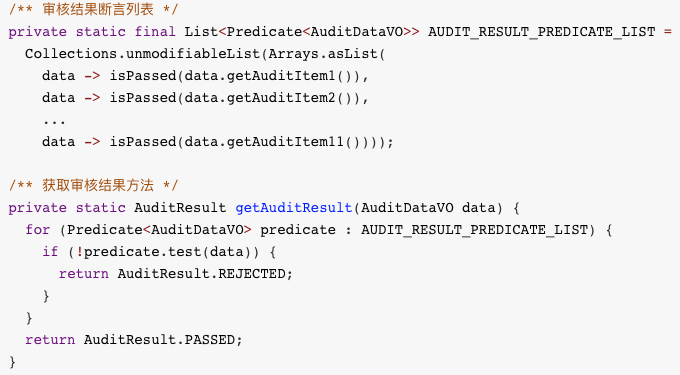 /** 审核结果断言列表 */
private static final List<Predicate<AuditDataVO>> AUDIT_RESULT_PREDICATE_LIST =
  Collections.unmodifiableList(Arrays.asList(
    data -> isPassed(data.getAuditItem1()),
    data -> isPassed(data.getAuditItem2()),
    ...
    data -> isPassed(data.getAuditItem11())));

/** 获取审核结果方法 */
private static AuditResult getAuditResult(AuditDataVO data) {
  for (Predicate<AuditDataVO> predicate : AUDIT_RESULT_PREDICATE_LIST) {
    if (!predicate.test(data)) {
      return AuditResult.REJECTED;
    }
  }
  return AuditResult.PASSED;
}